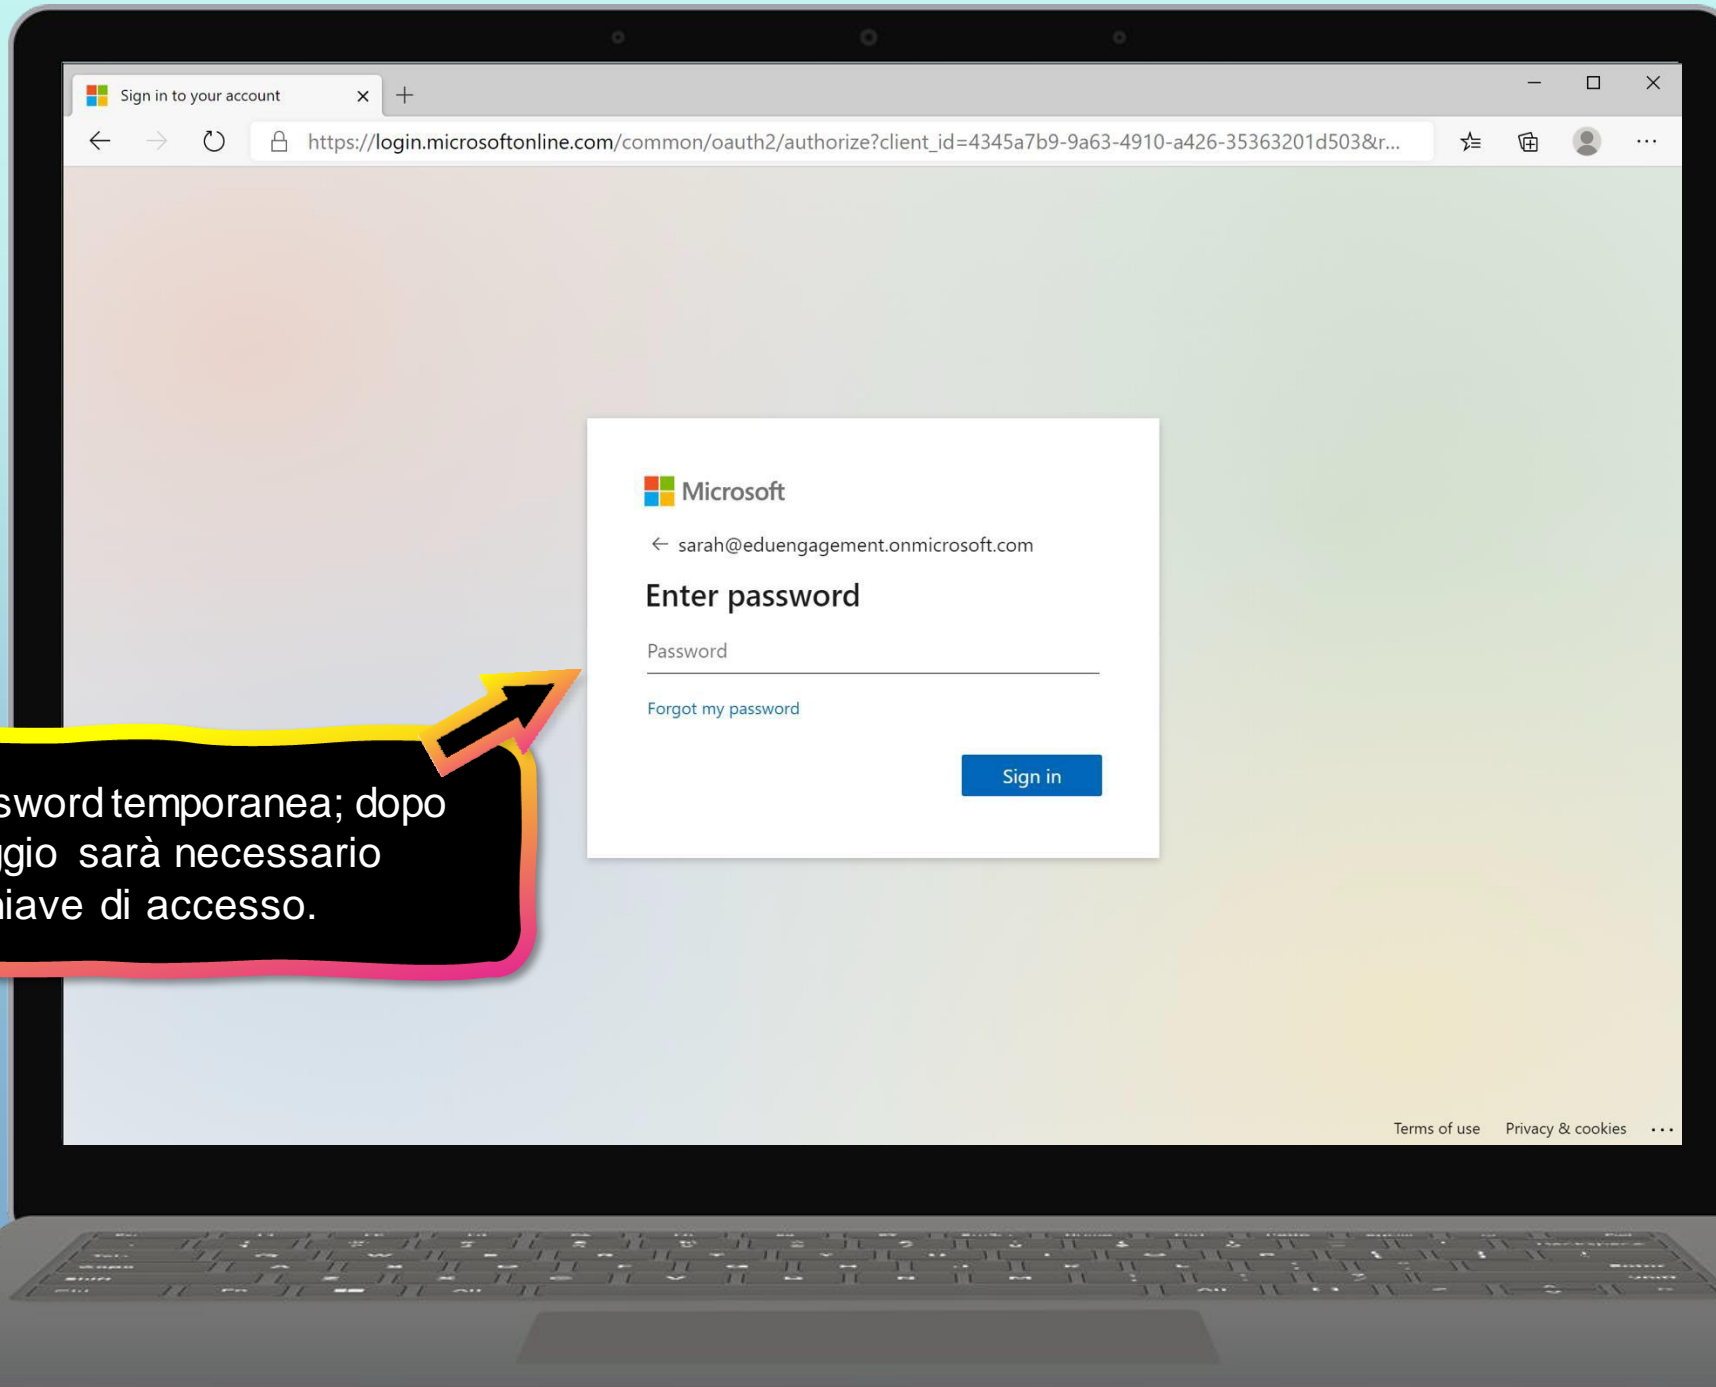 Sign in to your account
https://login.microsoftonline.com/common/oauth2/authorize?client_id=4345a7b9-9a63-4910-a426-35363201d503&r...
Microsoft
sarah@eduengagement.onmicrosoft.com
Enter password
Password
Forgot my password
Sign in
sword temporanea; dopo
ggio sarà necessario
hiave di accesso.
Terms of use Privacy & cookies ...